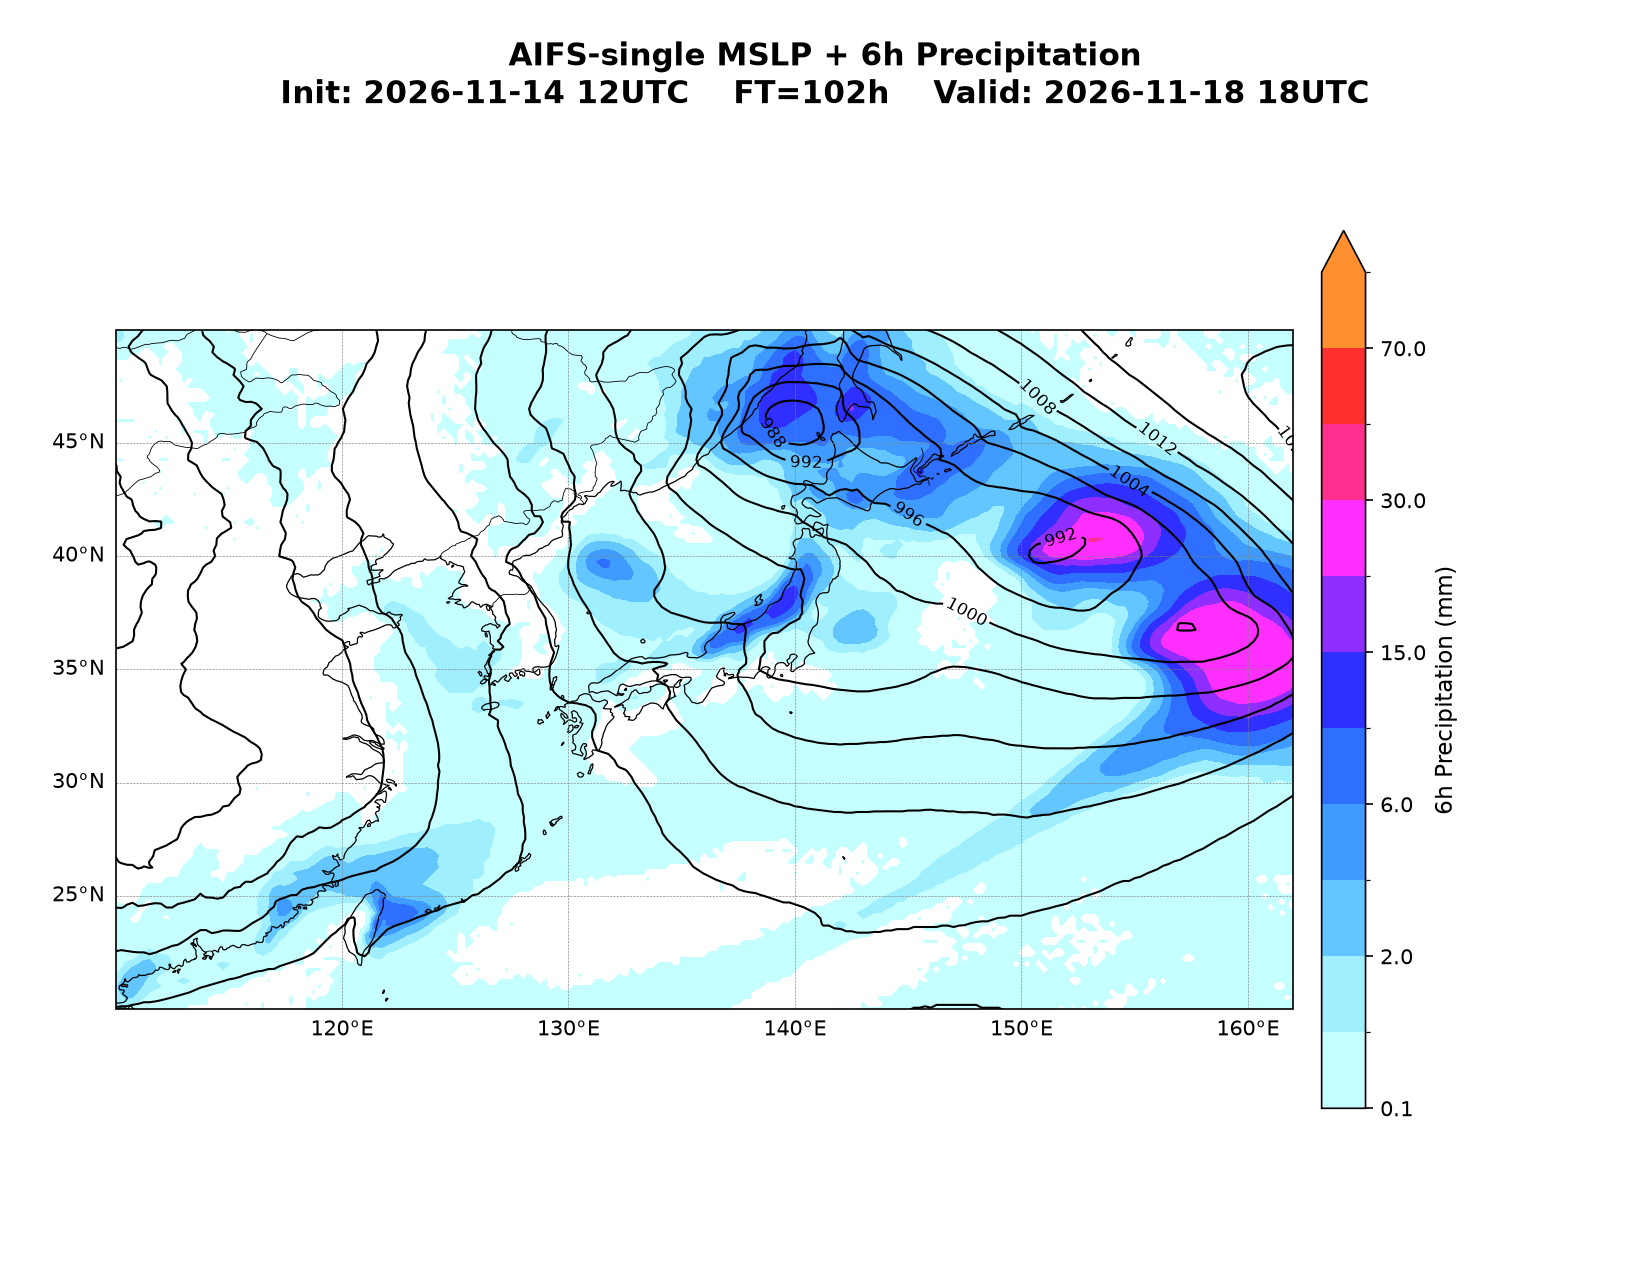 AIFS-single MSLP + 6h Precipitation
Init: 2026-11-14 12UTC    FT=102h    Valid: 2026-11-18 18UTC
70.0
30.0
15.0
6.0
2.0
0.1
6h Precipitation (mm)
45°N
40°N
35°N
30°N
25°N
120°E
130°E
140°E
150°E
160°E
1008
1012
1004
988
992
996
992
1000